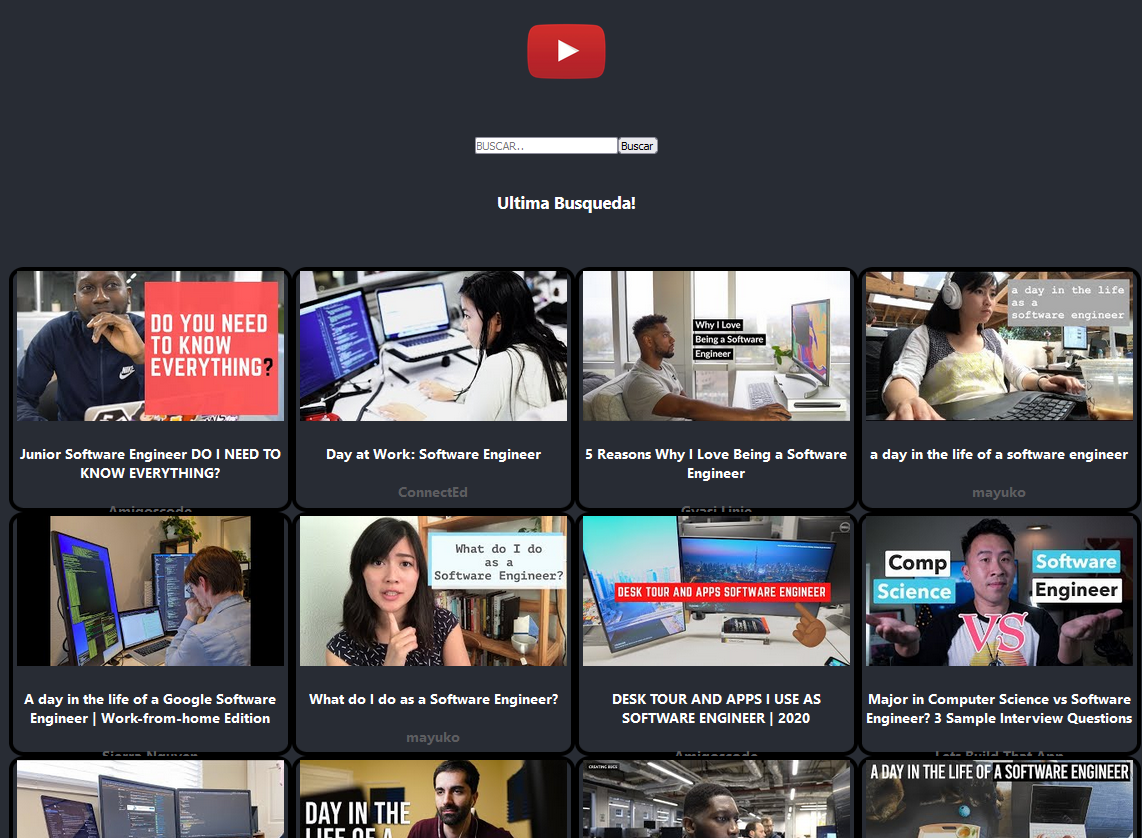 BUSCAR.. Buscar
Ultima Busqueda!
DO YOU NEED
TO KNOW
EVERYTHING?
Why I Love
Being a Software
Engineer
a day in the life
as a
software engineer
Junior Software Engineer DO I NEED TO
KNOW EVERYTHING?
Amigoscode
Day at Work: Software Engineer
ConnectEd
5 Reasons Why I Love Being a Software
Engineer
Gyasi Linje
a day in the life of a software engineer
mayuko
What do I do
as a
Software Engineer?
DESK TOUR AND APPS SOFTWARE ENGINEER
Comp
Science
VS
Software
Engineer
A day in the life of a Google Software
Engineer | Work-from-home Edition
Sierra Nguyen
What do I do as a Software Engineer?
mayuko
DESK TOUR AND APPS I USE AS
SOFTWARE ENGINEER | 2020
Amigoscode
Major in Computer Science vs Software
Engineer? 3 Sample Interview Questions
Lets Build That App
DAY IN THE
LIFE OF A
CREATING BUGS
A DAY IN THE LIFE OF A SOFTWARE ENGINEER